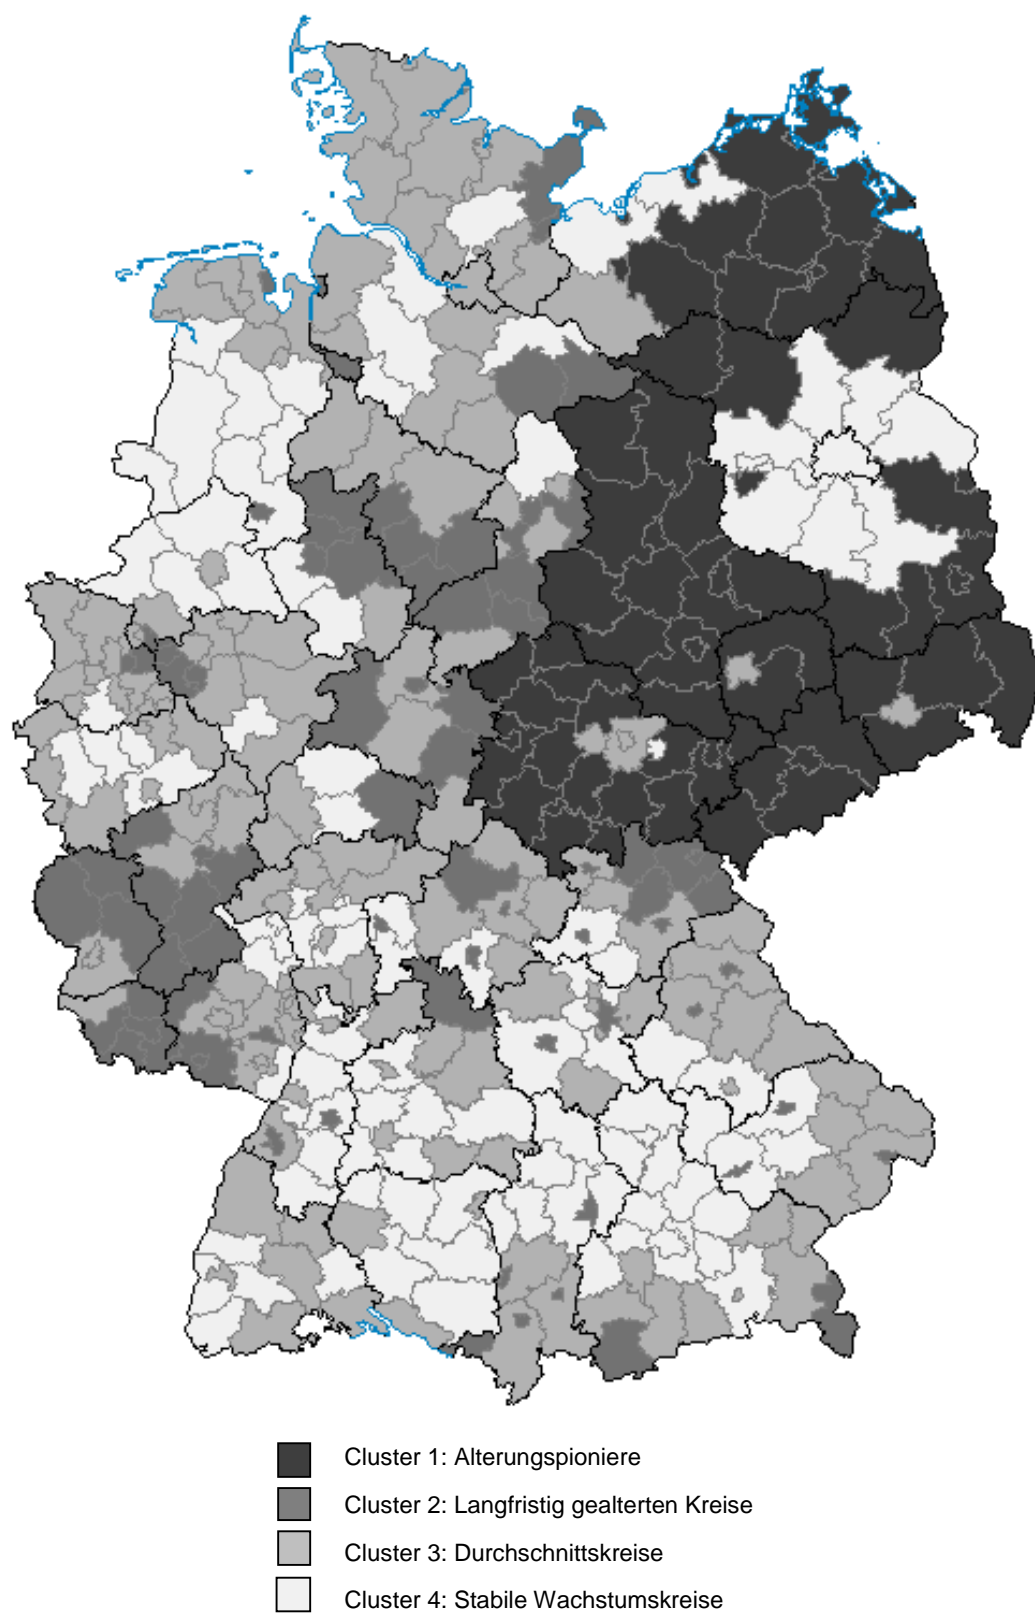 Cluster 1: Alterungspioniere
Cluster 2: Langfristig gealterten Kreise
Cluster 3: Durchschnittskreise
Cluster 4: Stabile Wachstumskreise